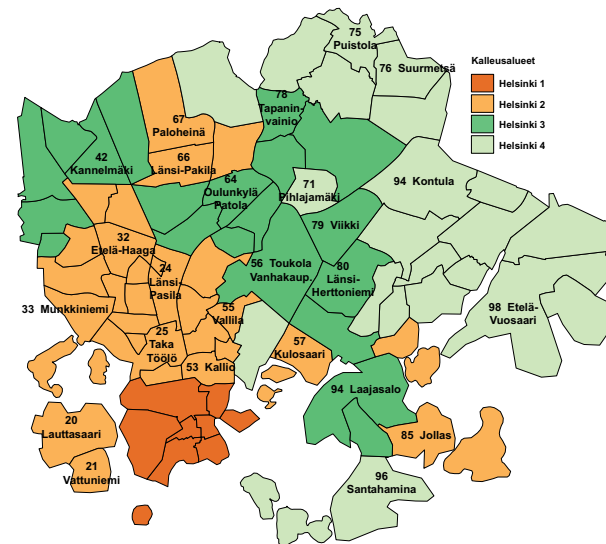 75
Puistola
76 Suurmetsä
Kalleusalueet
Helsinki 1
Helsinki 2
Helsinki 3
Helsinki 4
78
Tapanin-
vainio
67
Paloheinä
42
Kannelmäki
66
Länsi-Pakila
64
Oulunkylä
Patola
71
Pihlajamäki
94 Kontula
79 Viikki
32
Etelä-Haaga
24
Länsi-
Pasila
56 Toukola
Vanhakaup.
80
Länsi-
Herttoniemi
33 Munkkiniemi
55
Vallila
98 Etelä-
Vuosaari
25
Taka
Töölö
57
Kulosaari
53 Kallio
94 Laajasalo
20
Lauttasaari
85 Jollas
21
Vattuniemi
96
Santahamina